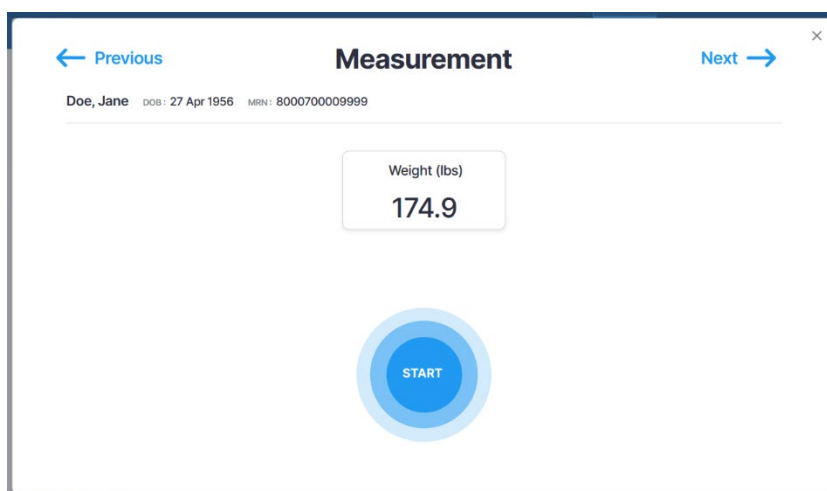 Previous Measurement Next
Doe, Jane DOB: 27 Apr 1956 MRN: 8000700009999
Weight (lbs)
174.9
START